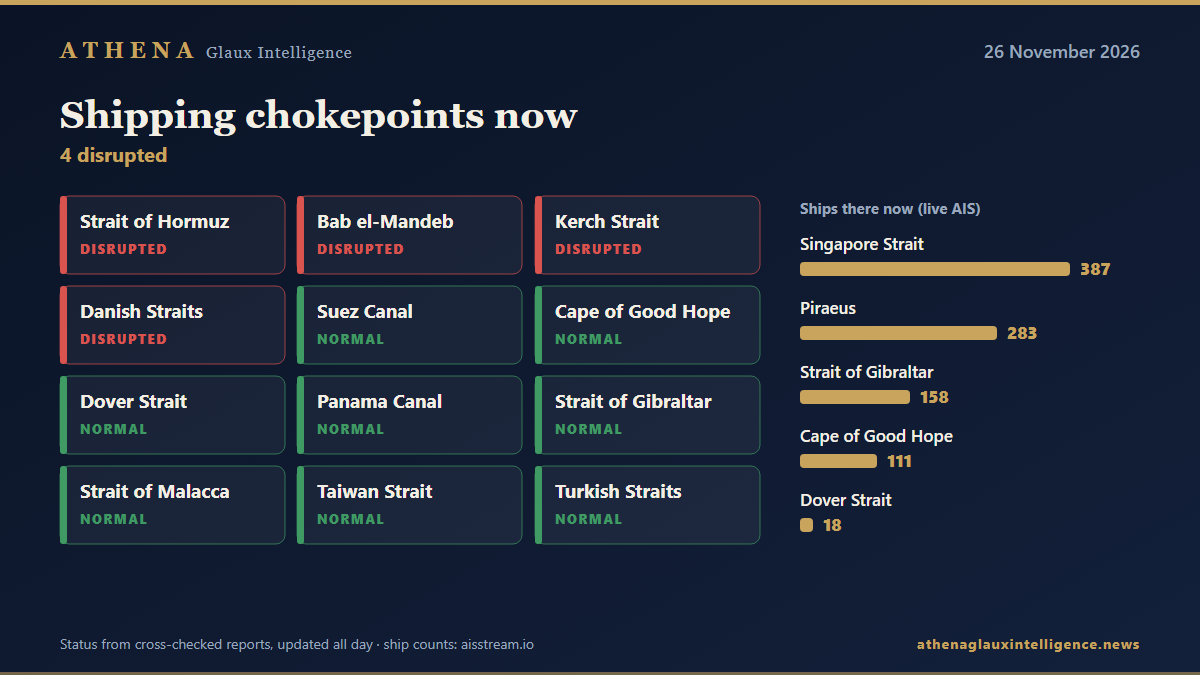 ATHENA Glaux Intelligence
26 November 2026
Shipping chokepoints now
4 disrupted
Strait of Hormuz
DISRUPTED
Bab el-Mandeb
DISRUPTED
Kerch Strait
DISRUPTED
Danish Straits
DISRUPTED
Suez Canal
NORMAL
Cape of Good Hope
NORMAL
Dover Strait
NORMAL
Panama Canal
NORMAL
Strait of Gibraltar
NORMAL
Strait of Malacca
NORMAL
Taiwan Strait
NORMAL
Turkish Straits
NORMAL
Ships there now (live AIS)
Singapore Strait
387
Piraeus
283
Strait of Gibraltar
158
Cape of Good Hope
111
Dover Strait
18
Status from cross-checked reports, updated all day · ship counts: aisstream.io
athenaglauxintelligence.news